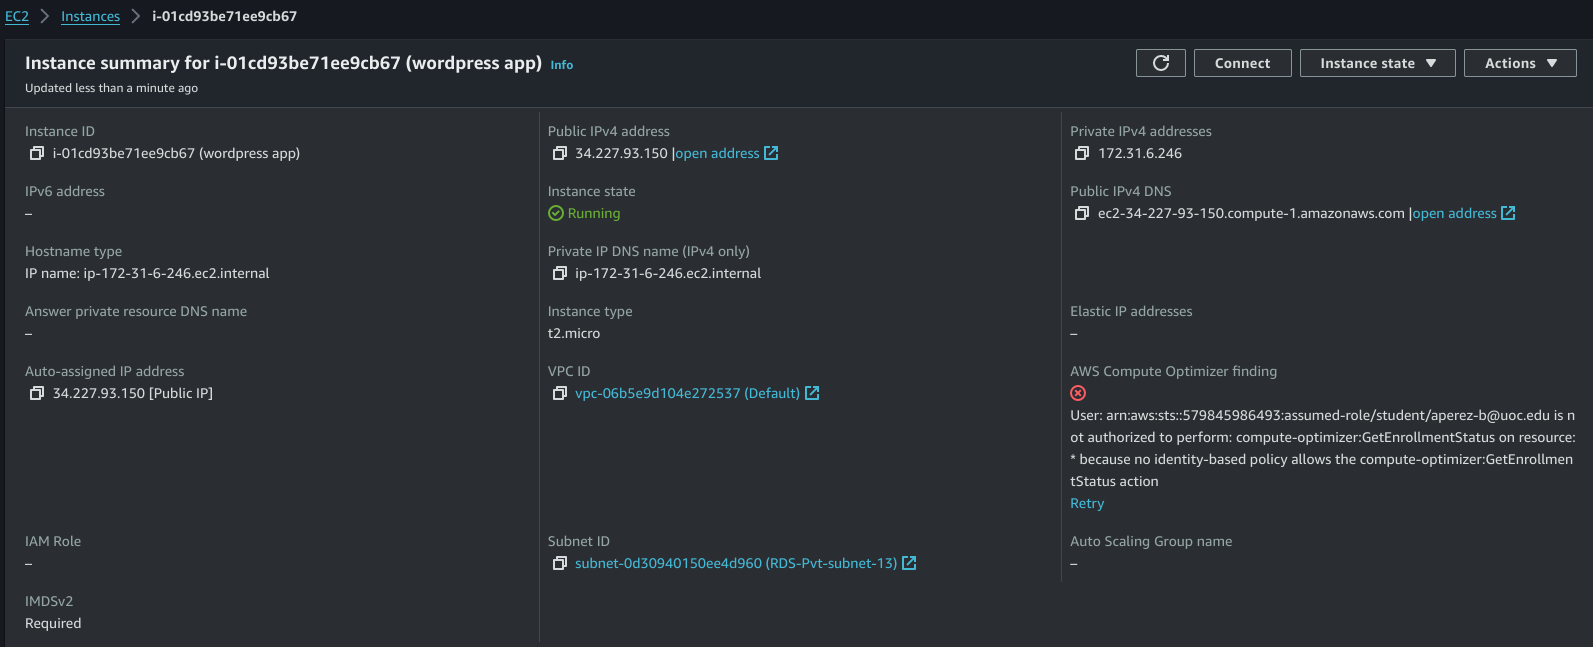 EC2 > Instances > i-01cd93be71ee9cb67
Instance summary for i-01cd93be71ee9cb67 (wordpress app) Info
Updated less than a minute ago
Connect
Instance state
Actions
Instance ID
i-01cd93be71ee9cb67 (wordpress app)
Public IPv4 address
34.227.93.150 |open address
Private IPv4 addresses
172.31.6.246
IPv6 address
–
Instance state
Running
Public IPv4 DNS
ec2-34-227-93-150.compute-1.amazonaws.com |open address
Hostname type
IP name: ip-172-31-6-246.ec2.internal
Private IP DNS name (IPv4 only)
ip-172-31-6-246.ec2.internal
Answer private resource DNS name
–
Instance type
t2.micro
Elastic IP addresses
–
Auto-assigned IP address
34.227.93.150 [Public IP]
VPC ID
vpc-06b5e9d104e272537 (Default)
AWS Compute Optimizer finding
User: arn:aws:sts::579845986493:assumed-role/student/aperez-b@uoc.edu is n
ot authorized to perform: compute-optimizer:GetEnrollmentStatus on resource:
* because no identity-based policy allows the compute-optimizer:GetEnrollmen
tStatus action
Retry
IAM Role
–
Subnet ID
subnet-0d30940150ee4d960 (RDS-Pvt-subnet-13)
Auto Scaling Group name
–
IMDSv2
Required